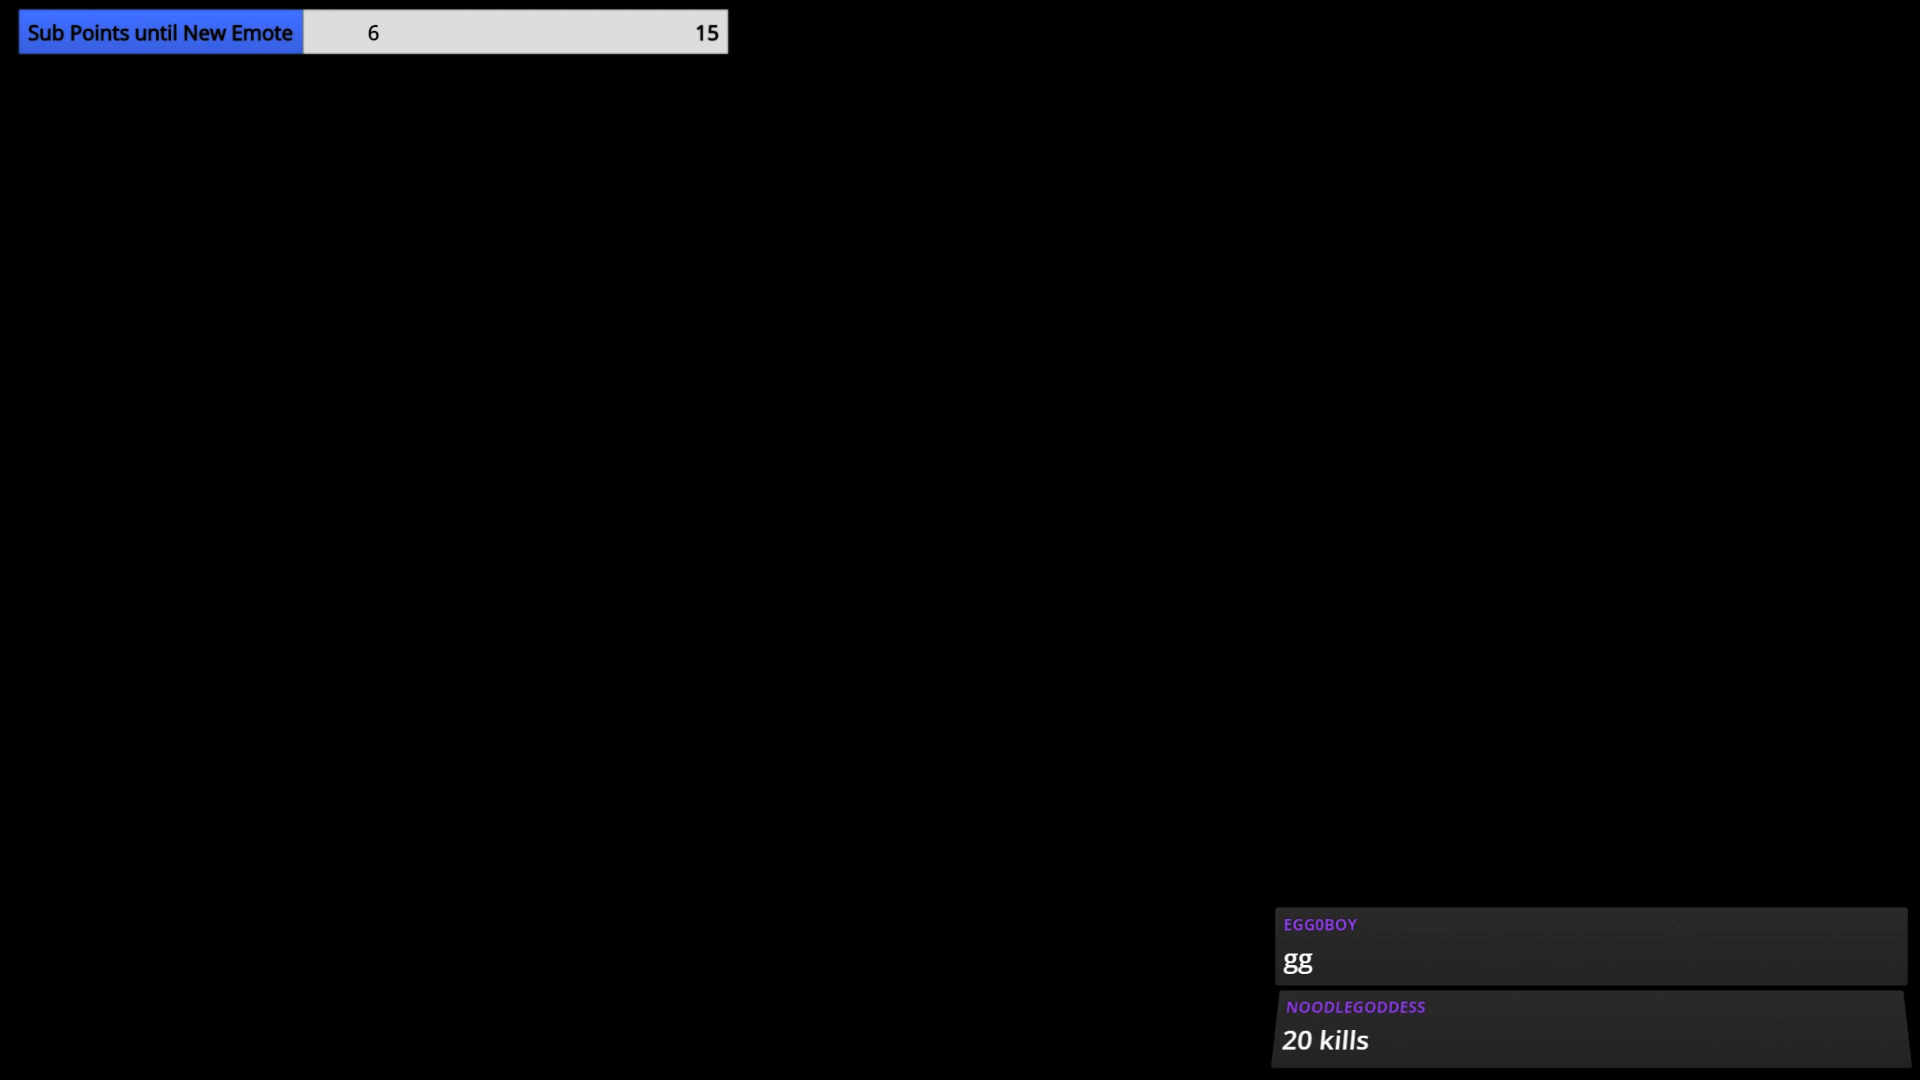 Sub Points until New Emote 6 15
EGG0BOY
gg
NOODLEGODDESS
20 kills